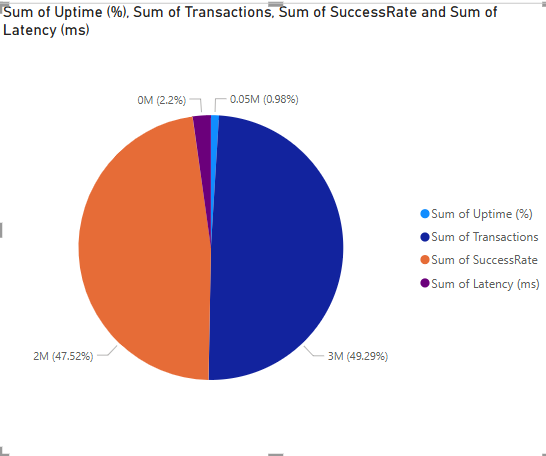 Sum of Uptime (%), Sum of Transactions, Sum of SuccessRate and Sum of
Latency (ms)
0M (2.2%)
0.05M (0.98%)
Sum of Uptime (%)
Sum of Transactions
Sum of SuccessRate
Sum of Latency (ms)
2M (47.52%)
3M (49.29%)